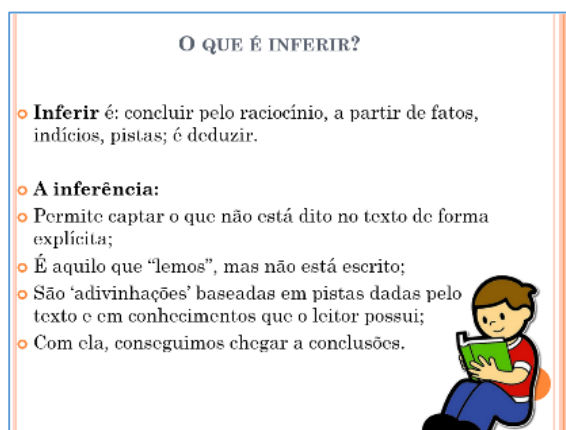 O QUE É INFERIR?
Inferir é: concluir pelo raciocínio, a partir de fatos,
indícios, pistas; é deduzir.
A inferência:
Permite captar o que não está dito no texto de forma
explícita;
É aquilo que “lemos”, mas não está escrito;
São ‘adivinhações’ baseadas em pistas dadas pelo
texto e em conhecimentos que o leitor possui;
Com ela, conseguimos chegar a conclusões.